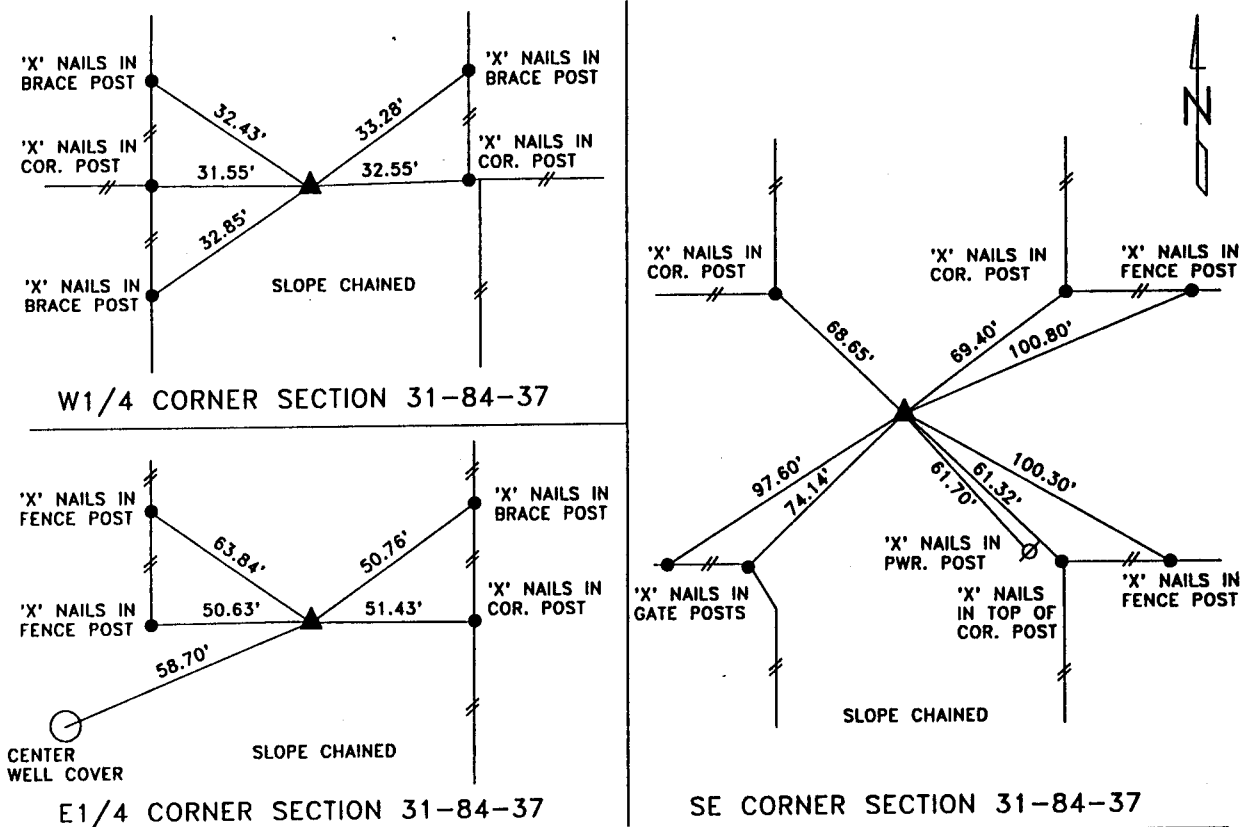 'X' NAILS IN
BRACE POST
'X' NAILS IN
BRACE POST
32.43'
33.28'
'X' NAILS IN
COR. POST
'X' NAILS IN
COR. POST
31.55'
32.55'
32.85'
'X' NAILS IN
BRACE POST
SLOPE CHAINED
W1/4 CORNER SECTION 31-84-37
'X' NAILS IN
FENCE POST
'X' NAILS IN
BRACE POST
63.84'
50.76'
'X' NAILS IN
FENCE POST
'X' NAILS IN
COR. POST
50.63'
51.43'
58.70'
CENTER
WELL COVER
SLOPE CHAINED
E1/4 CORNER SECTION 31-84-37
N
'X' NAILS IN
COR. POST
'X' NAILS IN
COR. POST
'X' NAILS IN
FENCE POST
68.65'
69.40'
100.80'
97.60'
74.14'
61.70'
61.32'
100.30'
'X' NAILS IN
PWR. POST
'X' NAILS IN
GATE POSTS
'X' NAILS
IN TOP OF
COR. POST
'X' NAILS IN
FENCE POST
SLOPE CHAINED
SE CORNER SECTION 31-84-37